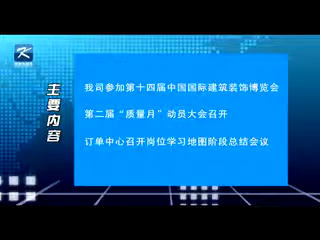 主要内容
我司参加第十四届中国国际建筑装饰博览会
第二届“质量月”动员大会召开
订单中心召开岗位学习地图阶段总结会议